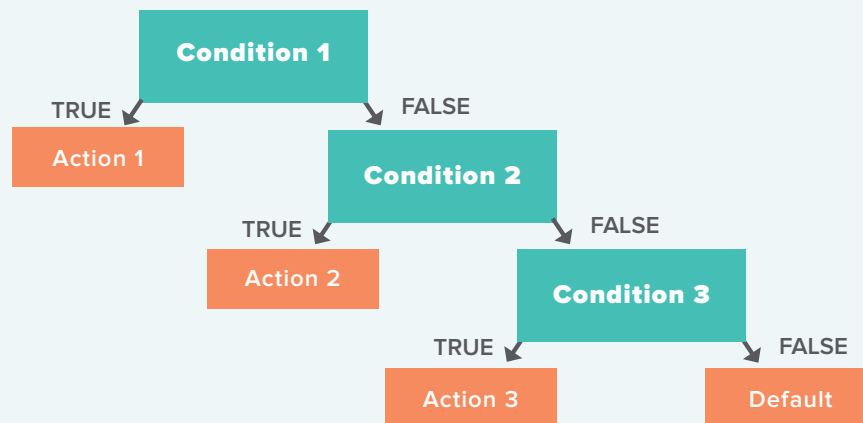 Condition 1
TRUE
FALSE
Action 1
Condition 2
TRUE
FALSE
Action 2
Condition 3
TRUE
FALSE
Action 3
Default